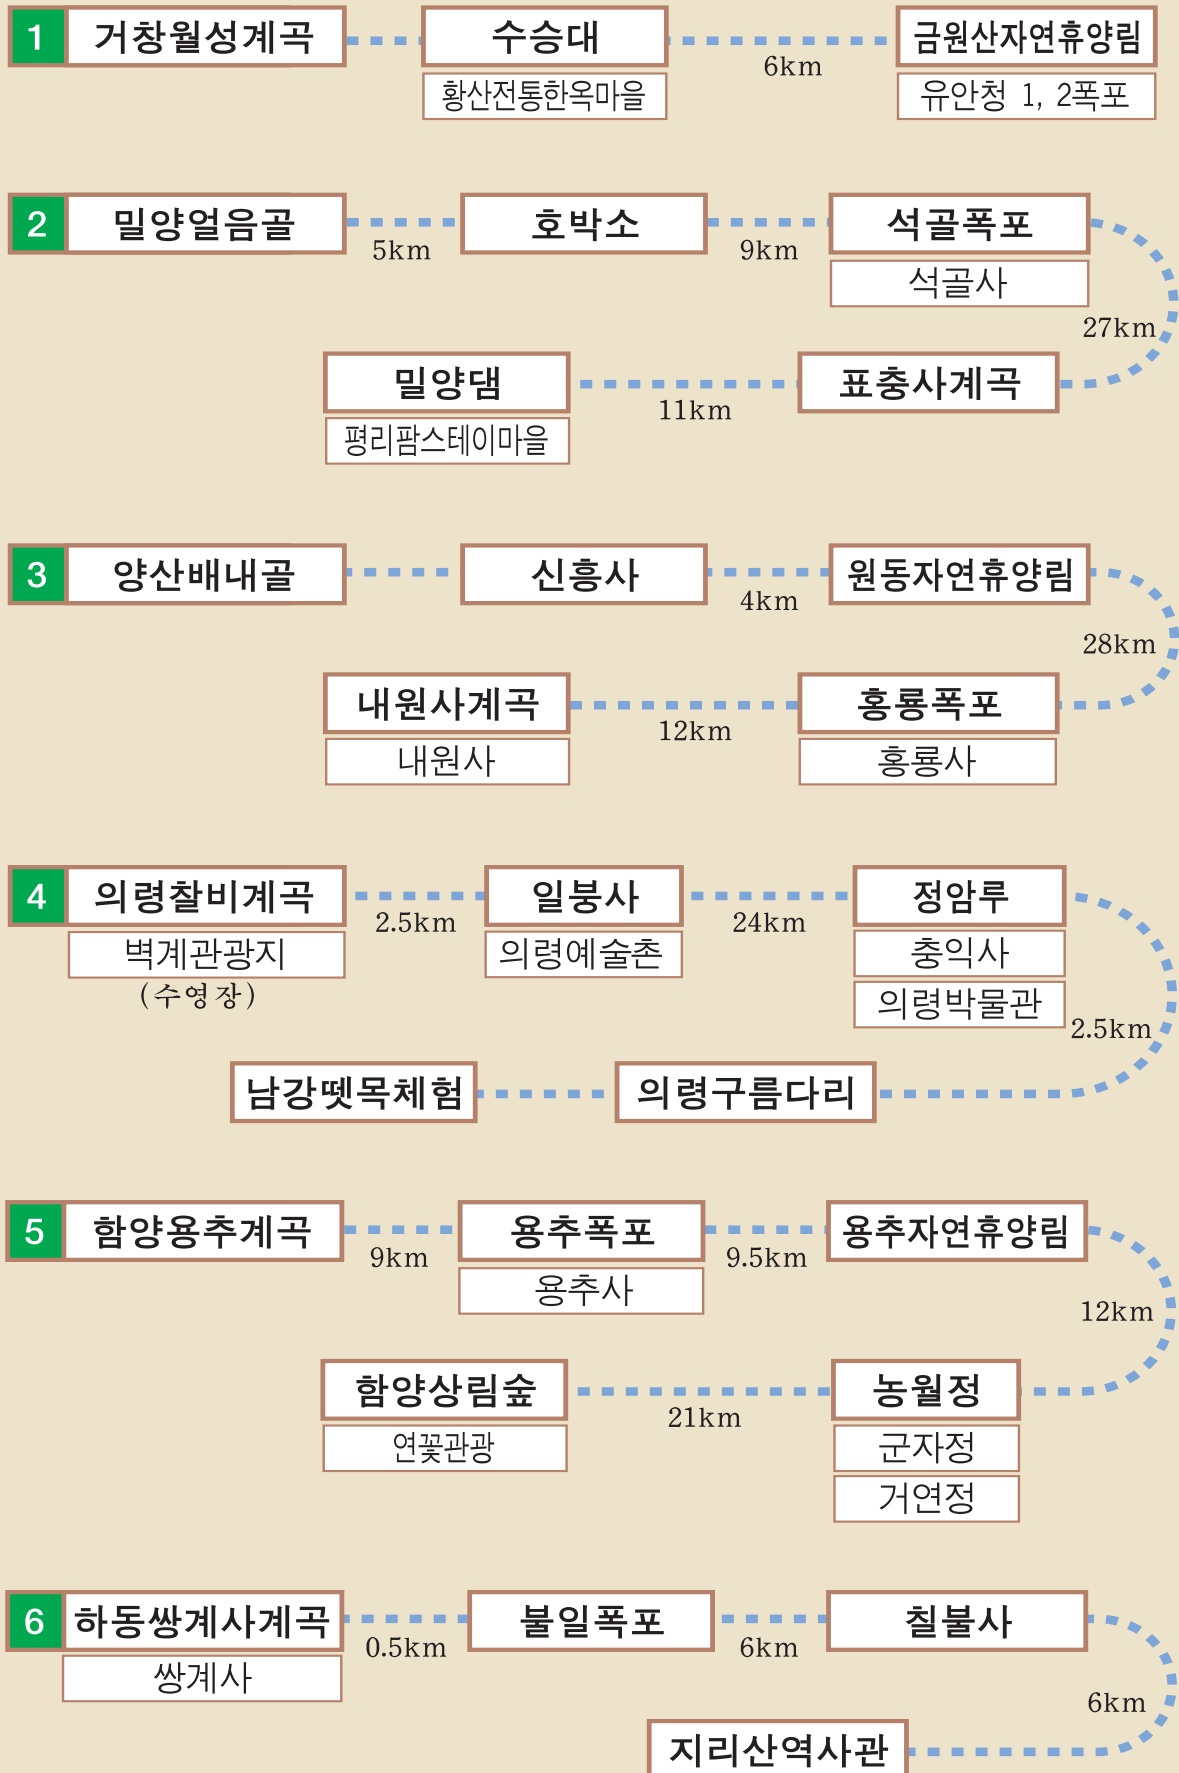 1 거창월성계곡 수승대 금원산자연휴양림
6km
황산전통한옥마을 유안청 1, 2폭포
2 밀양얼음골 호박소 석골폭포
5km 9km
석골사
27km
밀양댐 표충사계곡
11km
평리팜스테이마을
3 양산배내골 신흥사 원동자연휴양림
4km
28km
내원사계곡 홍룡폭포
12km
내원사 홍룡사
4 의령찰비계곡 일붕사 정암루
2.5km 24km
벽계관광지 의령예술촌 충익사
(수영장) 의령박물관
2.5km
남강뗏목체험 의령구름다리
5 함양용추계곡 용추폭포 용추자연휴양림
9km 9.5km
용추사
12km
함양상림숲 농월정
21km
연꽃관광 군자정
거연정
6 하동쌍계사계곡 불일폭포 칠불사
0.5km 6km
쌍계사
6km
지리산역사관